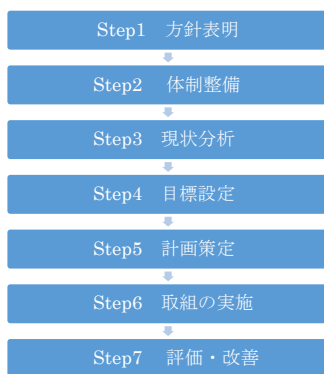 Step1 方針表明
Step2 体制整備
Step3 現状分析
Step4 目標設定
Step5 計画策定
Step6 取組の実施
Step7 評価・改善